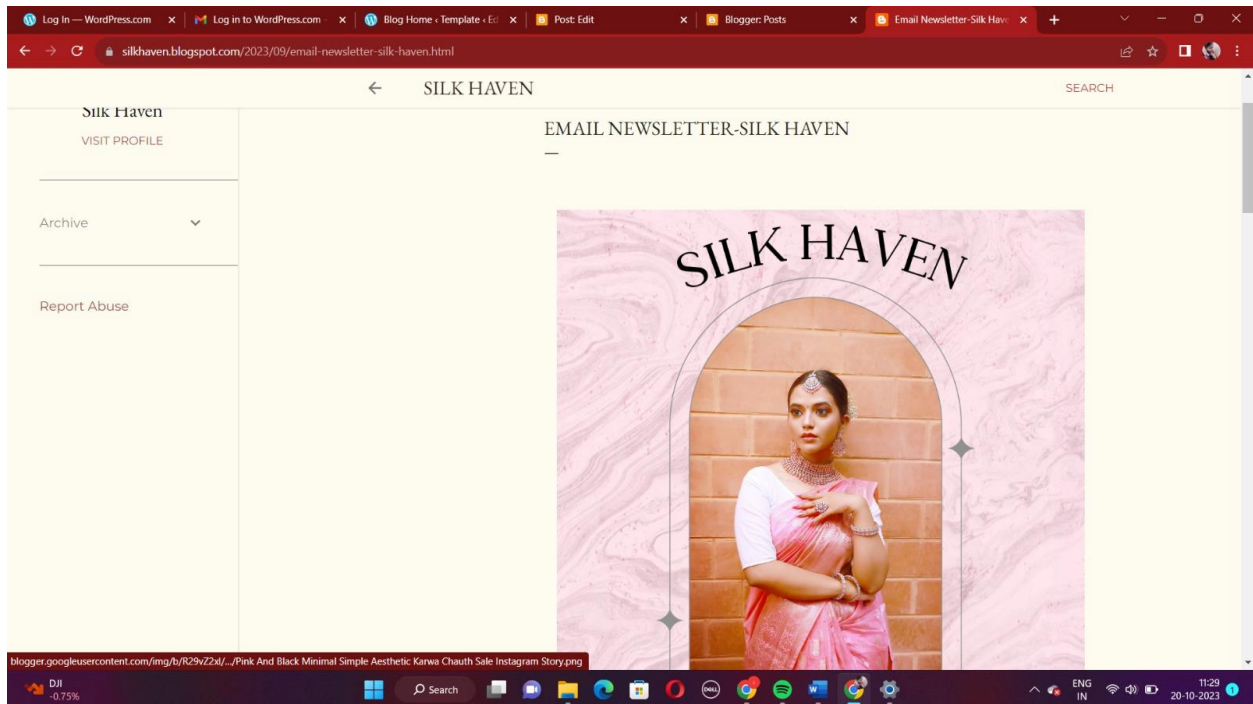 Log In — WordPress.com
Log in to WordPress.com -
Blog Home ‹ Template ‹ Ed
Post: Edit
Blogger: Posts
Email Newsletter-Silk Have
silkhaven.blogspot.com/2023/09/email-newsletter-silk-haven.html
SILK HAVEN
SEARCH
Silk Haven
VISIT PROFILE
Archive
Report Abuse
EMAIL NEWSLETTER-SILK HAVEN
SILK HAVEN
blogger.googleusercontent.com/img/b/R29vZ2xl/.../Pink And Black Minimal Simple Aesthetic Karwa Chauth Sale Instagram Story.png
DJI
-0.75%
Search
DELL
W
ENG
IN
11:29
20-10-2023
1